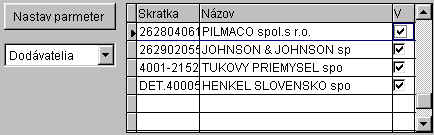 Nastav parmeter
Dodávatelia
Skratka Názov V
262804061 PILMACO spol.s r.o.
262902055 JOHNSON & JOHNSON sp
4001-2152 TUKOVY PRIEMYSEL spo
DET.40005 HENKEL SLOVENSKO spo